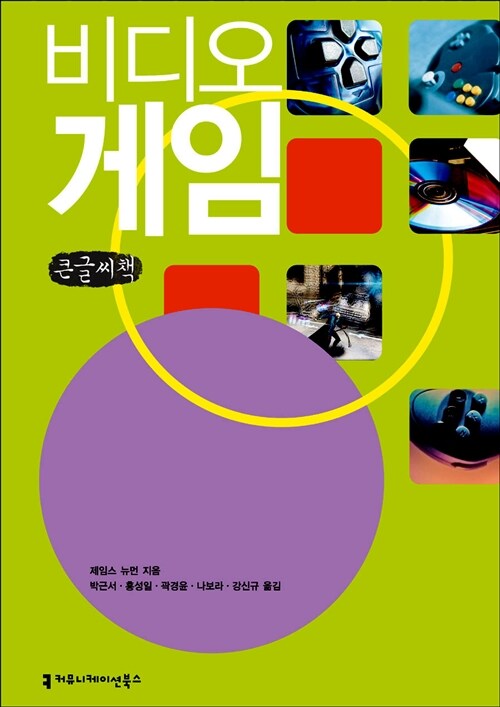 비디오
게임
큰글씨책
제임스 뉴먼 지음
박근서 · 홍성일 · 곽경윤 · 나보라 · 강신규 옮김
커뮤니케이션북스